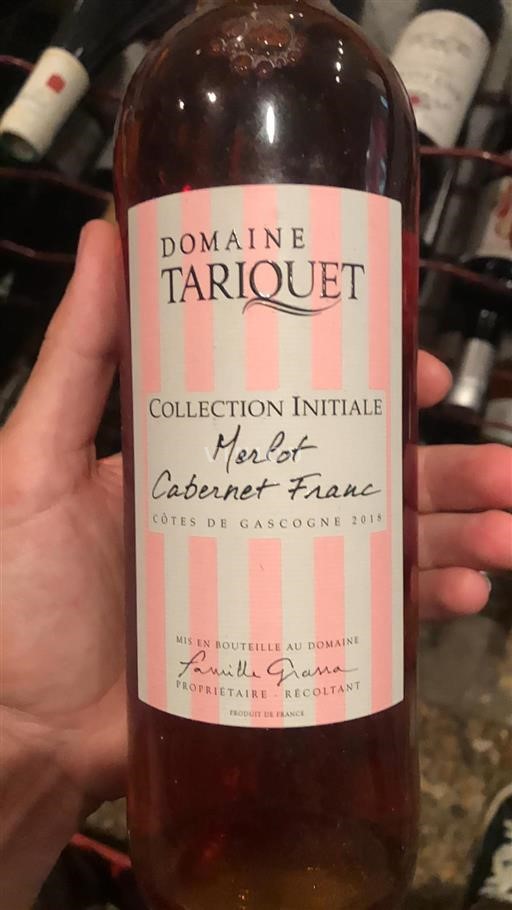 DOMAINE
TARIQUET
COLLECTION INITIALE
Merlot
Cabernet Franc
CÔTES DE GASCOGNE 2018
MIS EN BOUTEILLE AU DOMAINE
Famille Grassa
PROPRIÉTAIRE - RÉCOLTANT
PRODUIT DE FRANCE